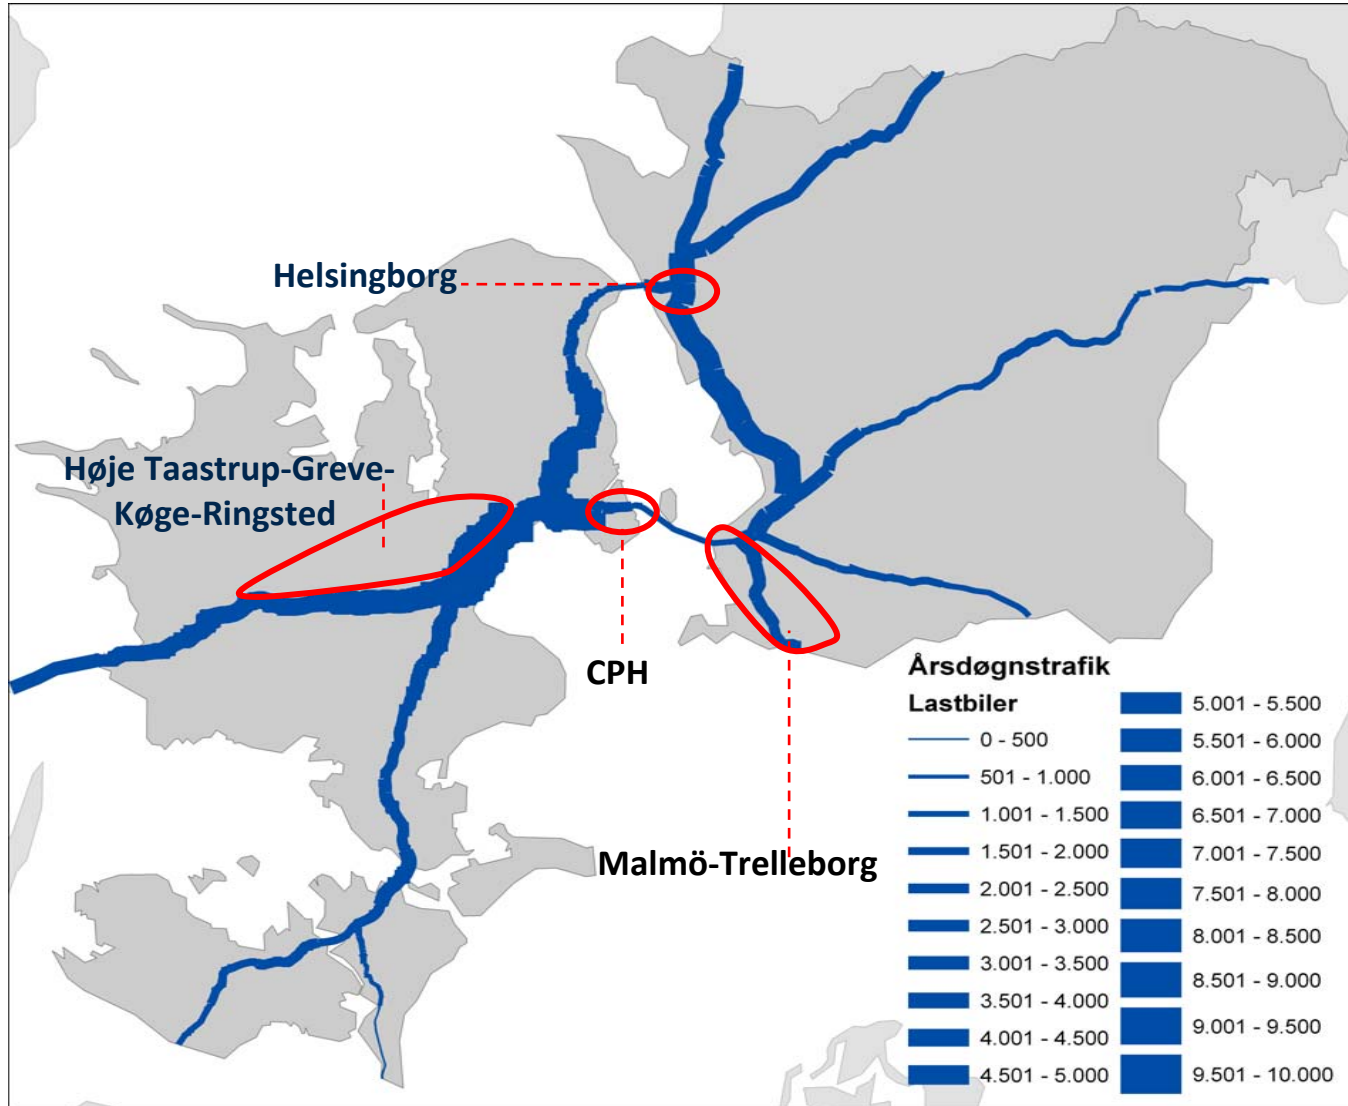 Helsingborg
Høje Taastrup-Greve-
Køge-Ringsted
CPH
Malmö-Trelleborg
Årsdøgnstrafik
Lastbiler
0 - 500
501 - 1.000
1.001 - 1.500
1.501 - 2.000
2.001 - 2.500
2.501 - 3.000
3.001 - 3.500
3.501 - 4.000
4.001 - 4.500
4.501 - 5.000
5.001 - 5.500
5.501 - 6.000
6.001 - 6.500
6.501 - 7.000
7.001 - 7.500
7.501 - 8.000
8.001 - 8.500
8.501 - 9.000
9.001 - 9.500
9.501 - 10.000